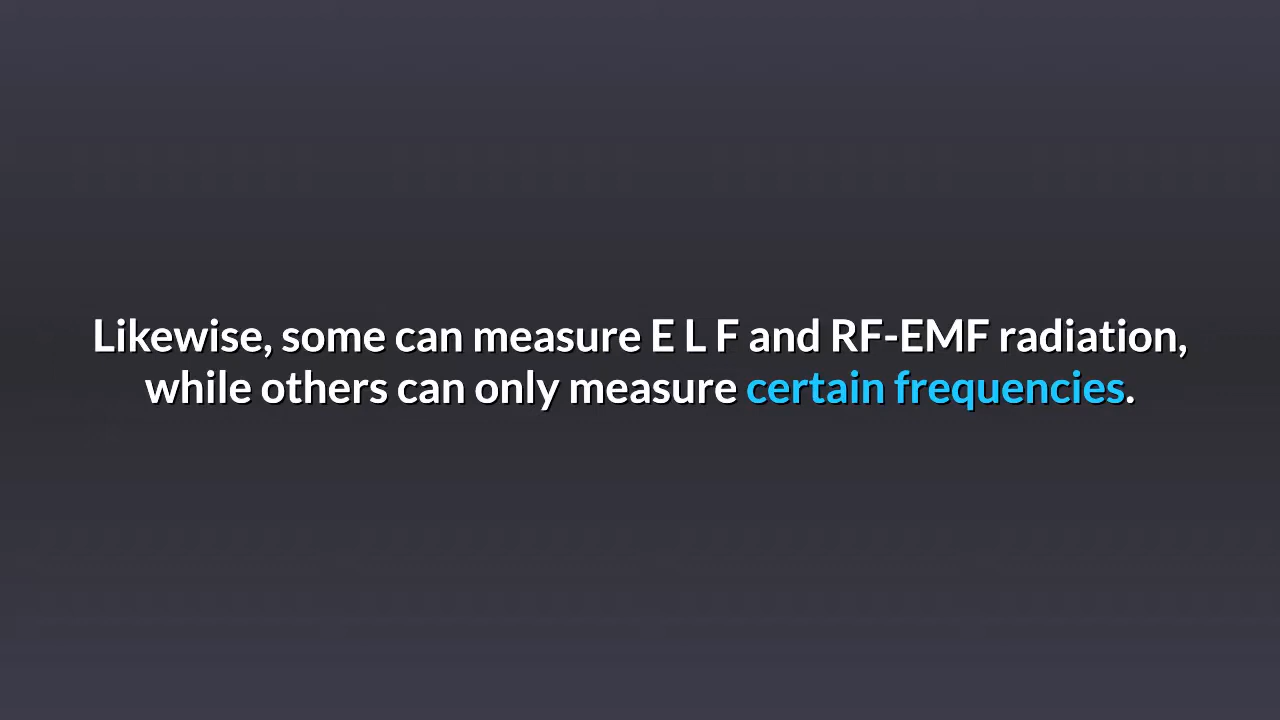 Likewise, some can measure E L F and RF-EMF radiation,
while others can only measure certain frequencies.